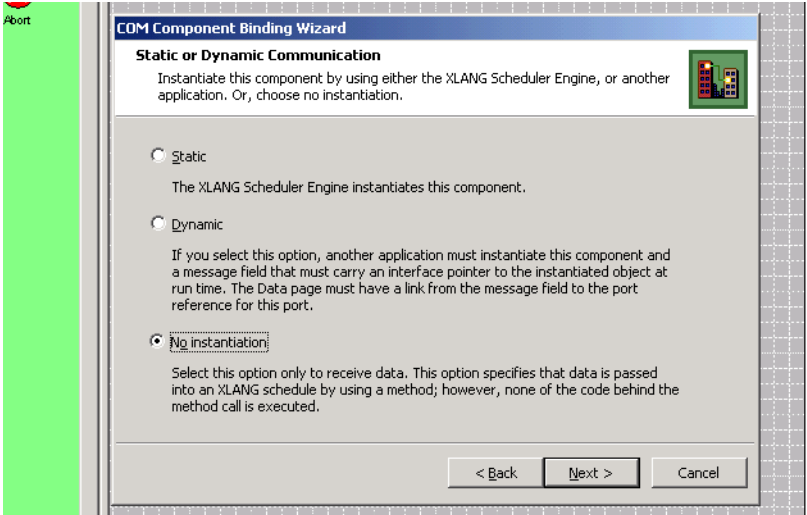 Abort
COM Component Binding Wizard
Static or Dynamic Communication
Instantiate this component by using either the XLANG Scheduler Engine, or another
application. Or, choose no instantiation.
Static
The XLANG Scheduler Engine instantiates this component.
Dynamic
If you select this option, another application must instantiate this component and
a message field that must carry an interface pointer to the instantiated object at
run time. The Data page must have a link from the message field to the port
reference for this port.
No instantiation
Select this option only to receive data. This option specifies that data is passed
into an XLANG schedule by using a method; however, none of the code behind the
method call is executed.
< Back Next > Cancel